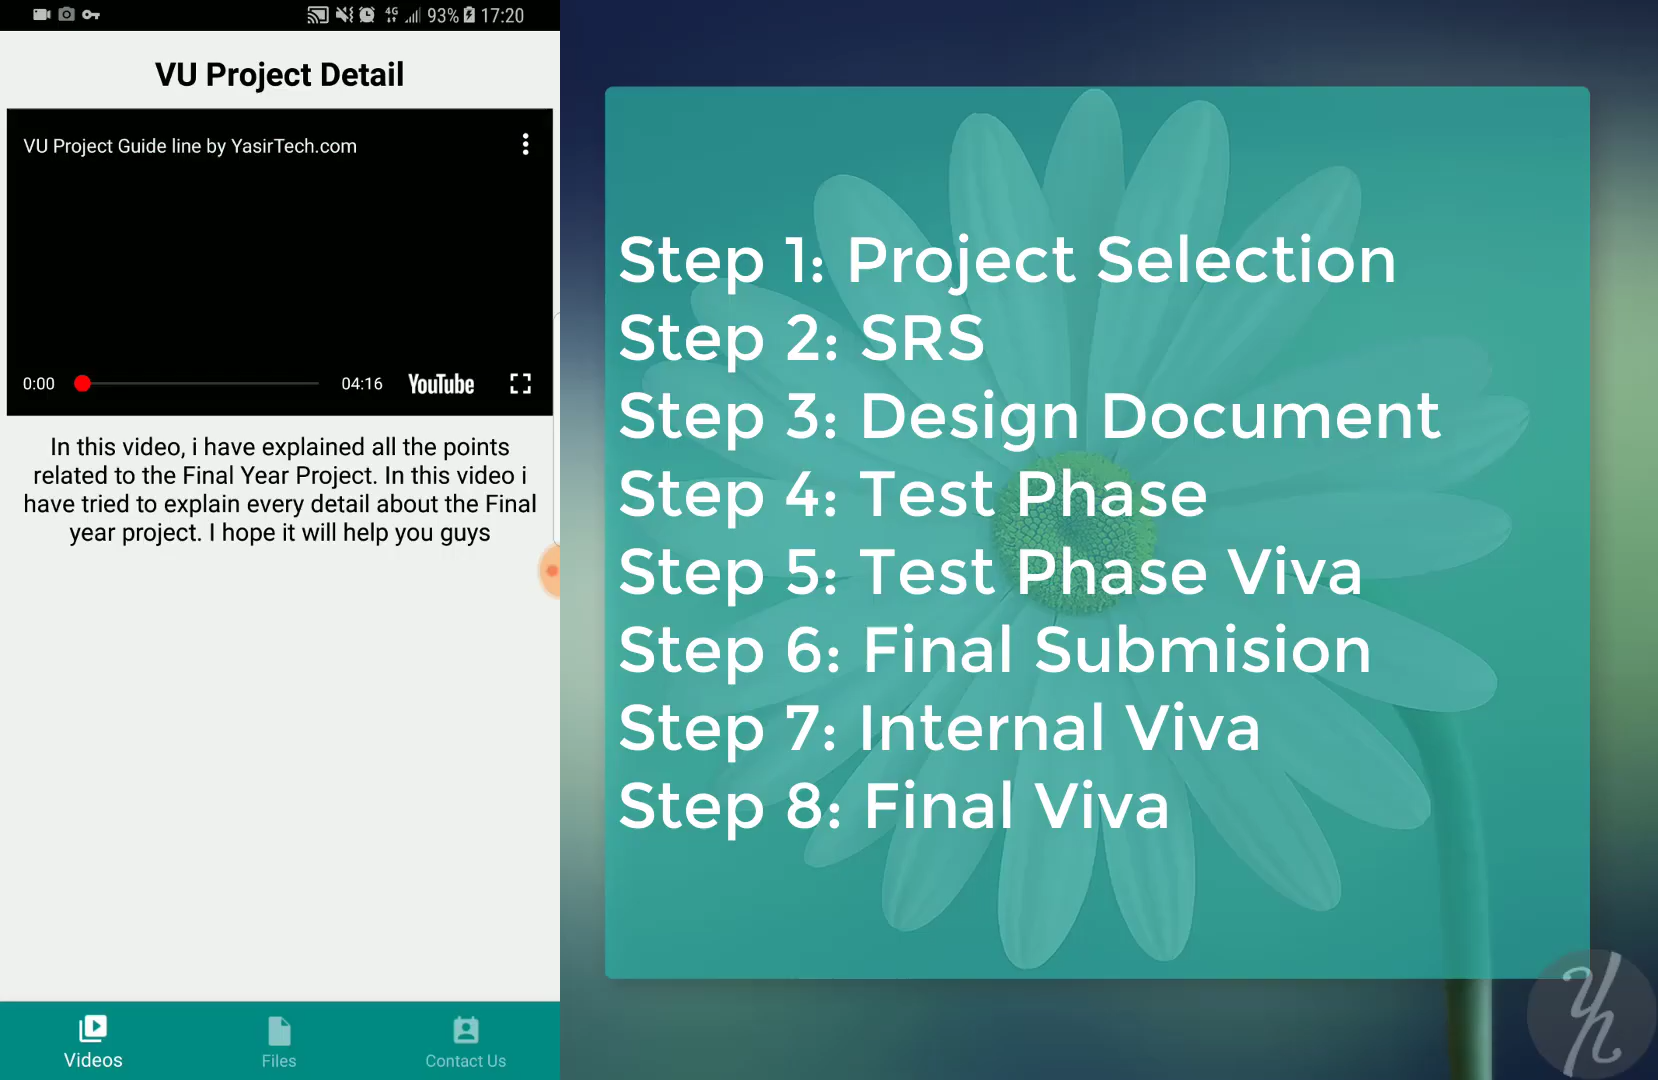 4G 93% 17:20
VU Project Detail
VU Project Guide line by YasirTech.com
0:00 04:16 YouTube
In this video, i have explained all the points
related to the Final Year Project. In this video i
have tried to explain every detail about the Final
year project. I hope it will help you guys
Videos Files Contact Us
Step 1: Project Selection
Step 2: SRS
Step 3: Design Document
Step 4: Test Phase
Step 5: Test Phase Viva
Step 6: Final Submision
Step 7: Internal Viva
Step 8: Final Viva